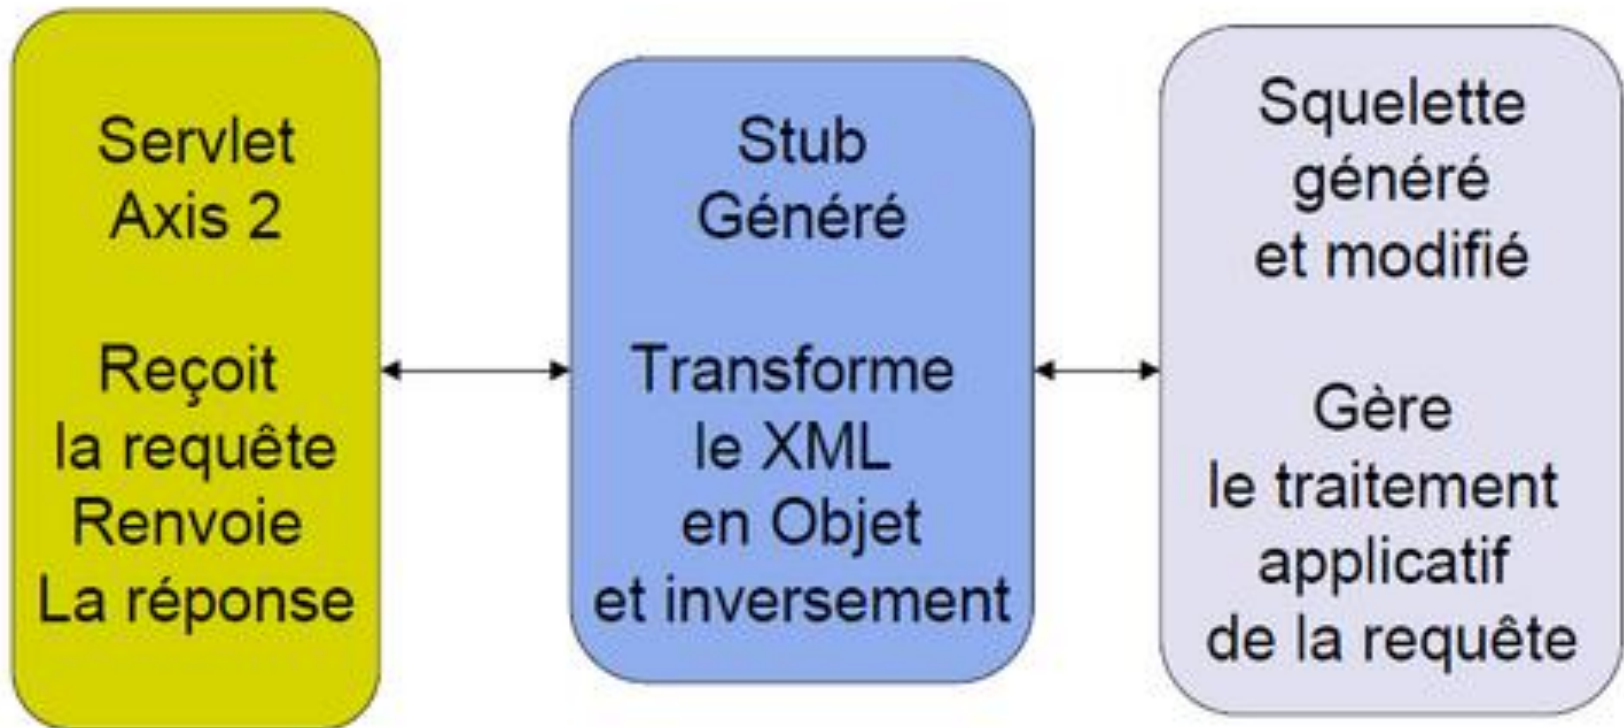 Servlet
Axis 2
Reçoit
la requête
Renvoie
La réponse
Stub
Généré
Transforme
le XML
en Objet
et inversement
Squelette
généré
et modifié
Gère
le traitement
applicatif
de la requête